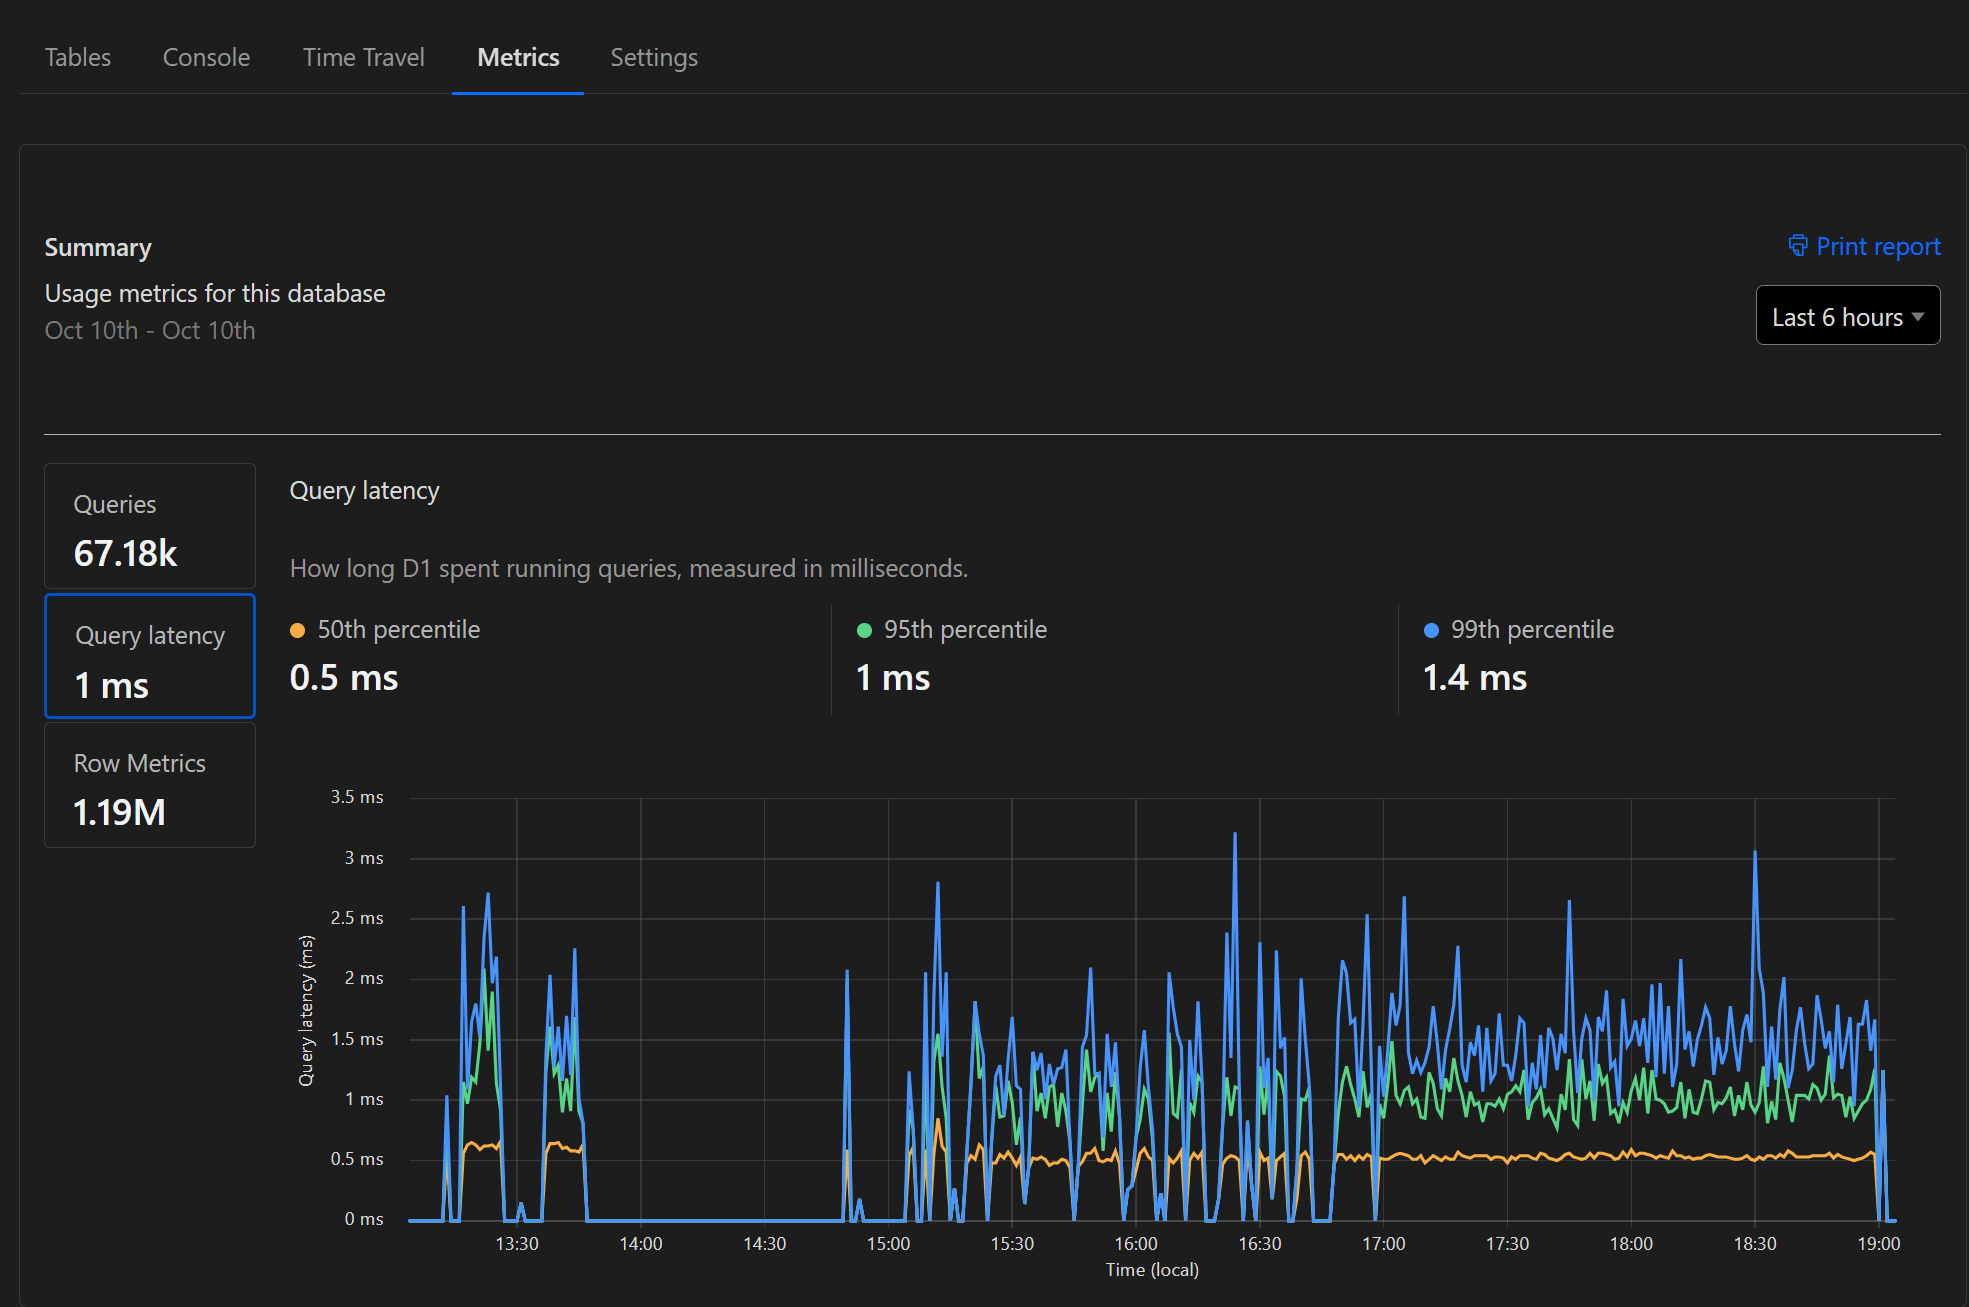 Tables
Console
Time Travel
Metrics
Settings
Summary
Print report
Usage metrics for this database
Oct 10th - Oct 10th
Last 6 hours
Queries
67.18k
Query latency
1 ms
Row Metrics
1.19M
Query latency
How long D1 spent running queries, measured in milliseconds.
50th percentile
0.5 ms
95th percentile
1 ms
99th percentile
1.4 ms
3.5 ms
3 ms
2.5 ms
2 ms
1.5 ms
1 ms
0.5 ms
0 ms
Query latency (ms)
13:30
14:00
14:30
15:00
15:30
16:00
16:30
17:00
17:30
18:00
18:30
19:00
Time (local)